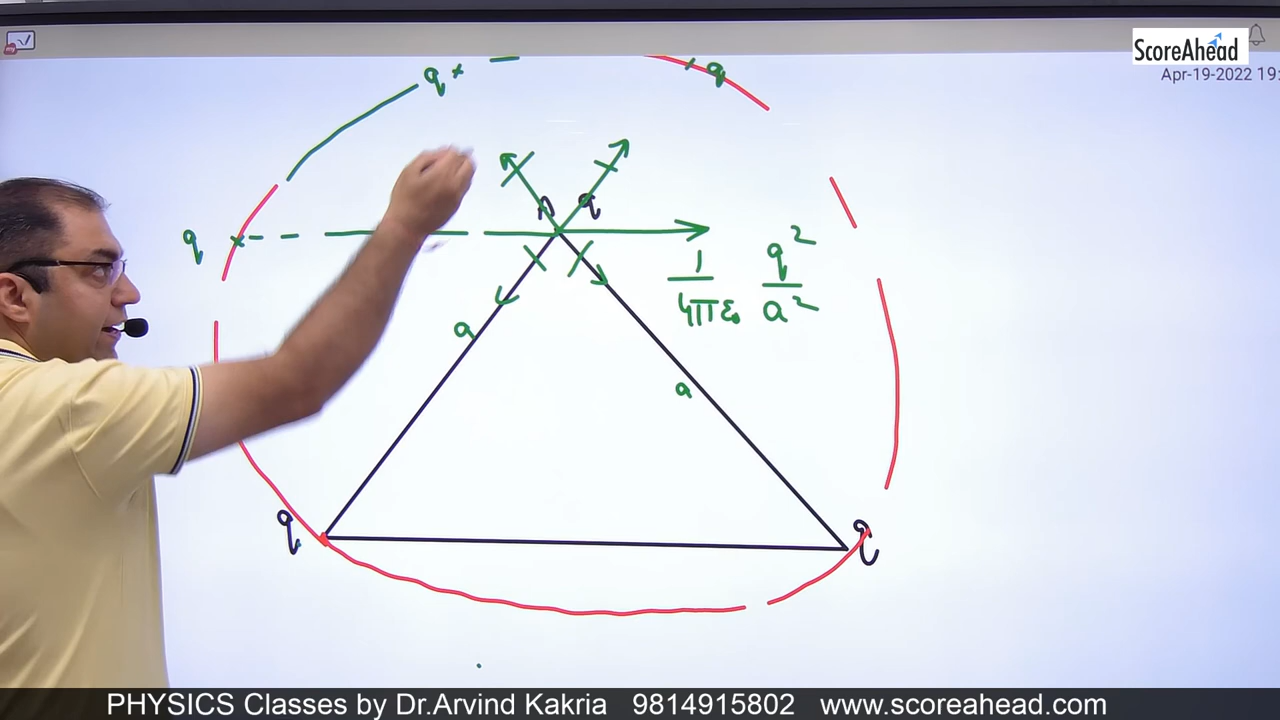 ScoreAhead
Apr-19-2022 19:
q
q
q
q
1/4πε₀ q²/a²
a
a
q
q
PHYSICS Classes by Dr.Arvind Kakria 9814915802 www.scoreahead.com